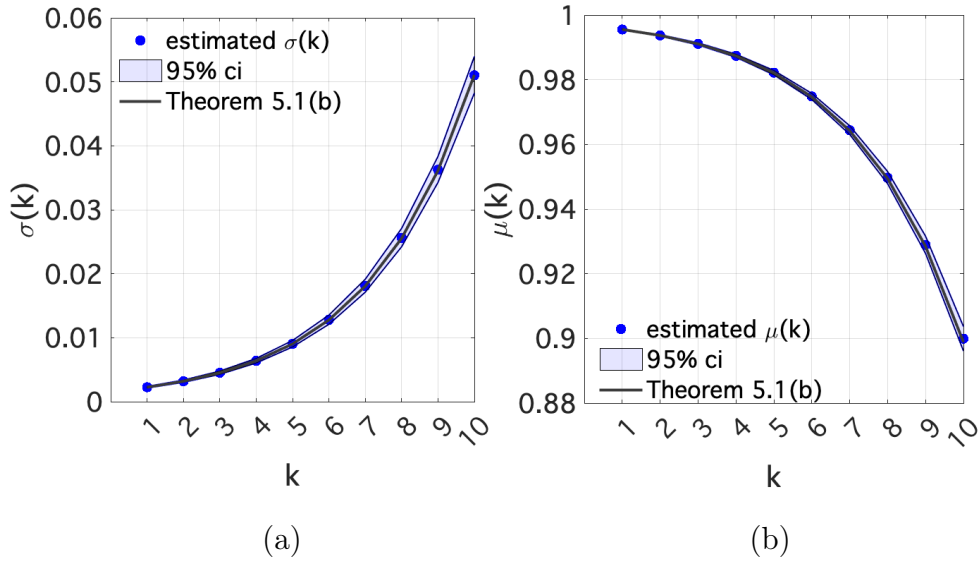 0.06
0.05
0.04
0.03
0.02
0.01
0
σ(k)
estimated σ(k)
95% ci
Theorem 5.1(b)
1 2 3 4 5 6 7 8 9 10
k
(a)
1
0.98
0.96
0.94
0.92
0.9
0.88
μ(k)
estimated μ(k)
95% ci
Theorem 5.1(b)
1 2 3 4 5 6 7 8 9 10
k
(b)